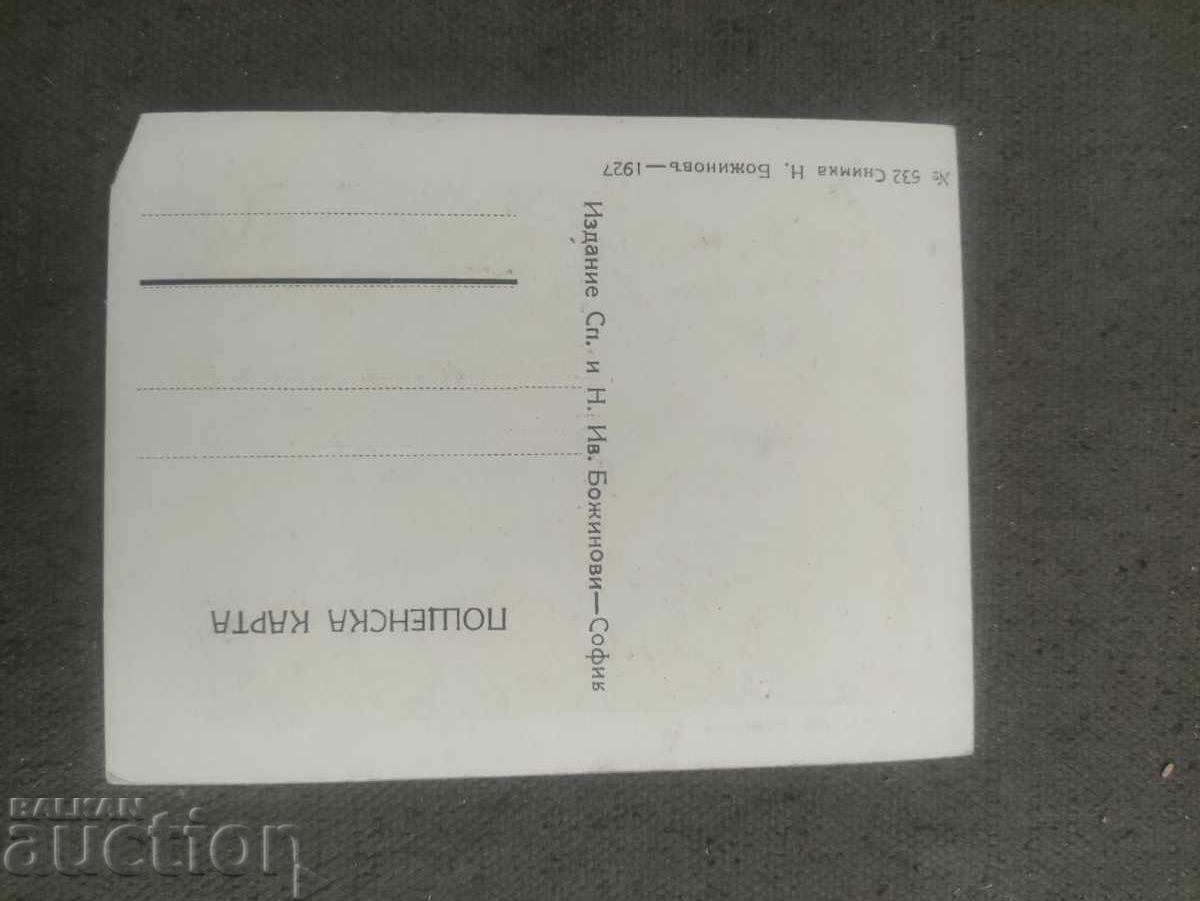 № 532 Снимка Н. Божиновъ—1927
Издание Сп. и Н. Ив. Божинови—София
ПОЩЕНСКА КАРТА
BALKAN
auction